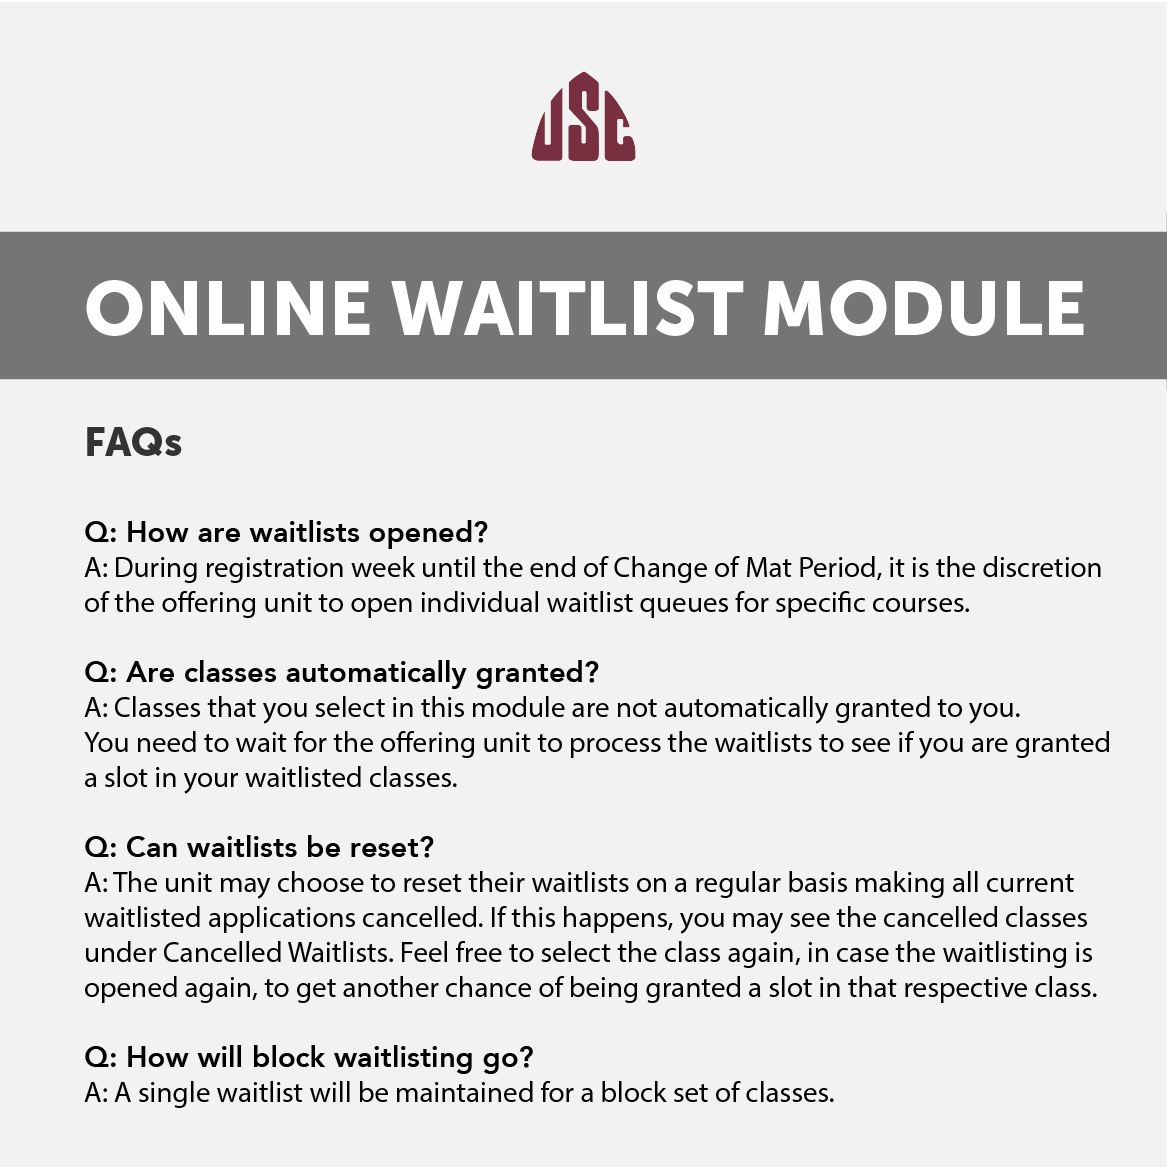 USC
ONLINE WAITLIST MODULE
FAQs
Q: How are waitlists opened?
A: During registration week until the end of Change of Mat Period, it is the discretion
of the offering unit to open individual waitlist queues for specific courses.
Q: Are classes automatically granted?
A: Classes that you select in this module are not automatically granted to you.
You need to wait for the offering unit to process the waitlists to see if you are granted
a slot in your waitlisted classes.
Q: Can waitlists be reset?
A: The unit may choose to reset their waitlists on a regular basis making all current
waitlisted applications cancelled. If this happens, you may see the cancelled classes
under Cancelled Waitlists. Feel free to select the class again, in case the waitlisting is
opened again, to get another chance of being granted a slot in that respective class.
Q: How will block waitlisting go?
A: A single waitlist will be maintained for a block set of classes.